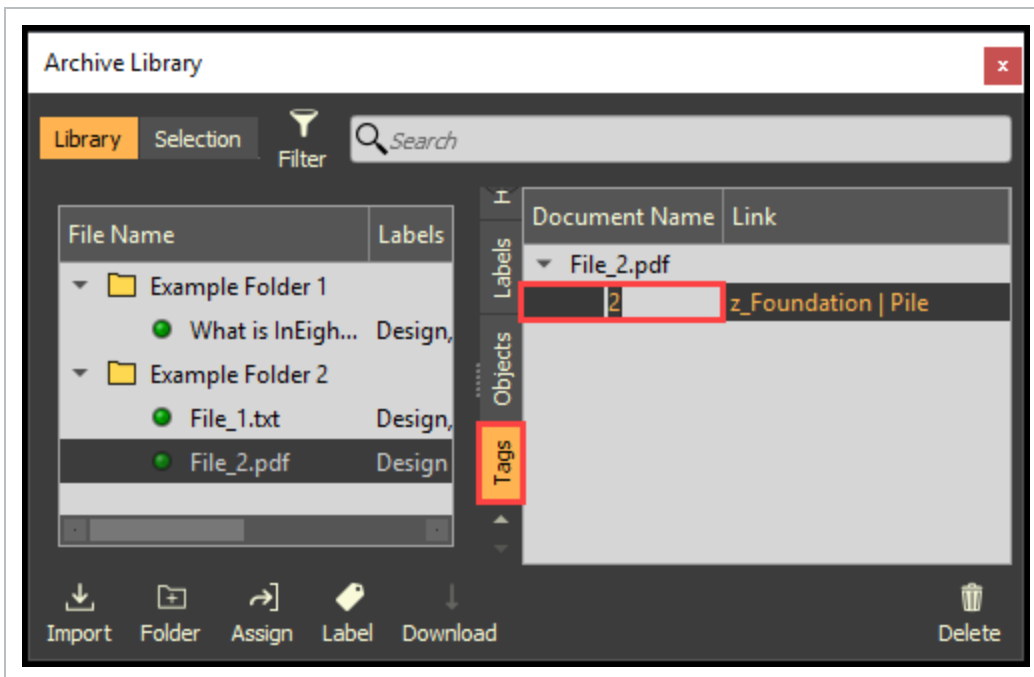 Archive Library
x
Library Selection Filter Search
File Name Labels
Example Folder 1
What is InEigh... Design,
Example Folder 2
File_1.txt Design,
File_2.pdf Design
Labels
Objects
Tags
Document Name Link
File_2.pdf
2 z_Foundation | Pile
Import Folder Assign Label Download Delete